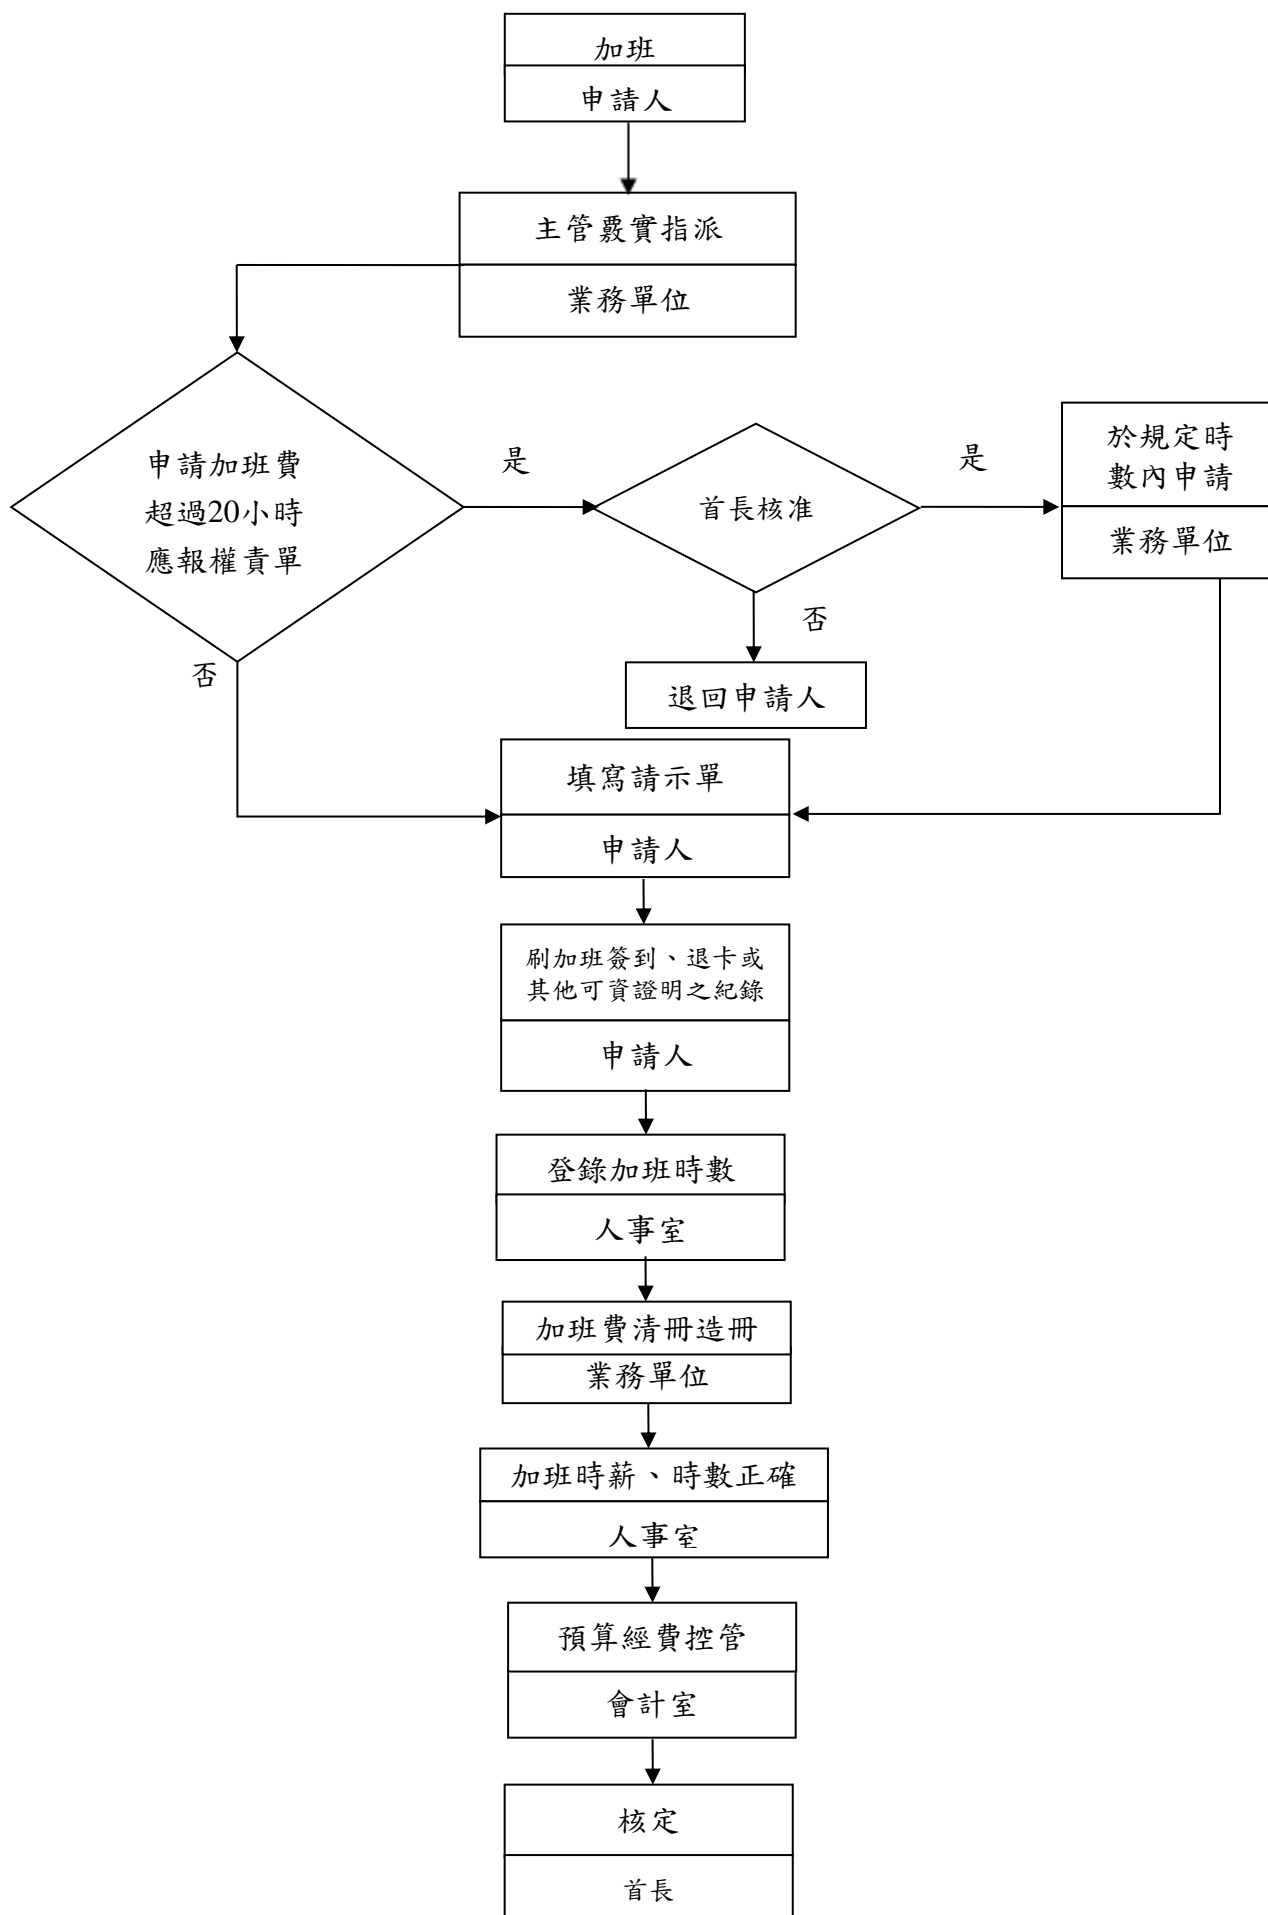 加班
申請人
主管覈實指派
業務單位
申請加班費
超過20小時
應報權責單
是
首長核准
是
於規定時
數內申請
業務單位
否
退回申請人
否
填寫請示單
申請人
刷加班簽到、退卡或
其他可資證明之紀錄
申請人
登錄加班時數
人事室
加班費清冊造冊
業務單位
加班時薪、時數正確
人事室
預算經費控管
會計室
核定
首長